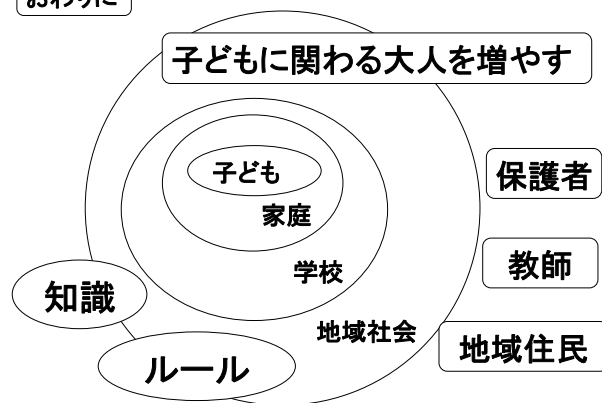 おわりに
子どもに関わる大人を増やす
子ども
家庭
学校
地域社会
知識
ルール
保護者
教師
地域住民